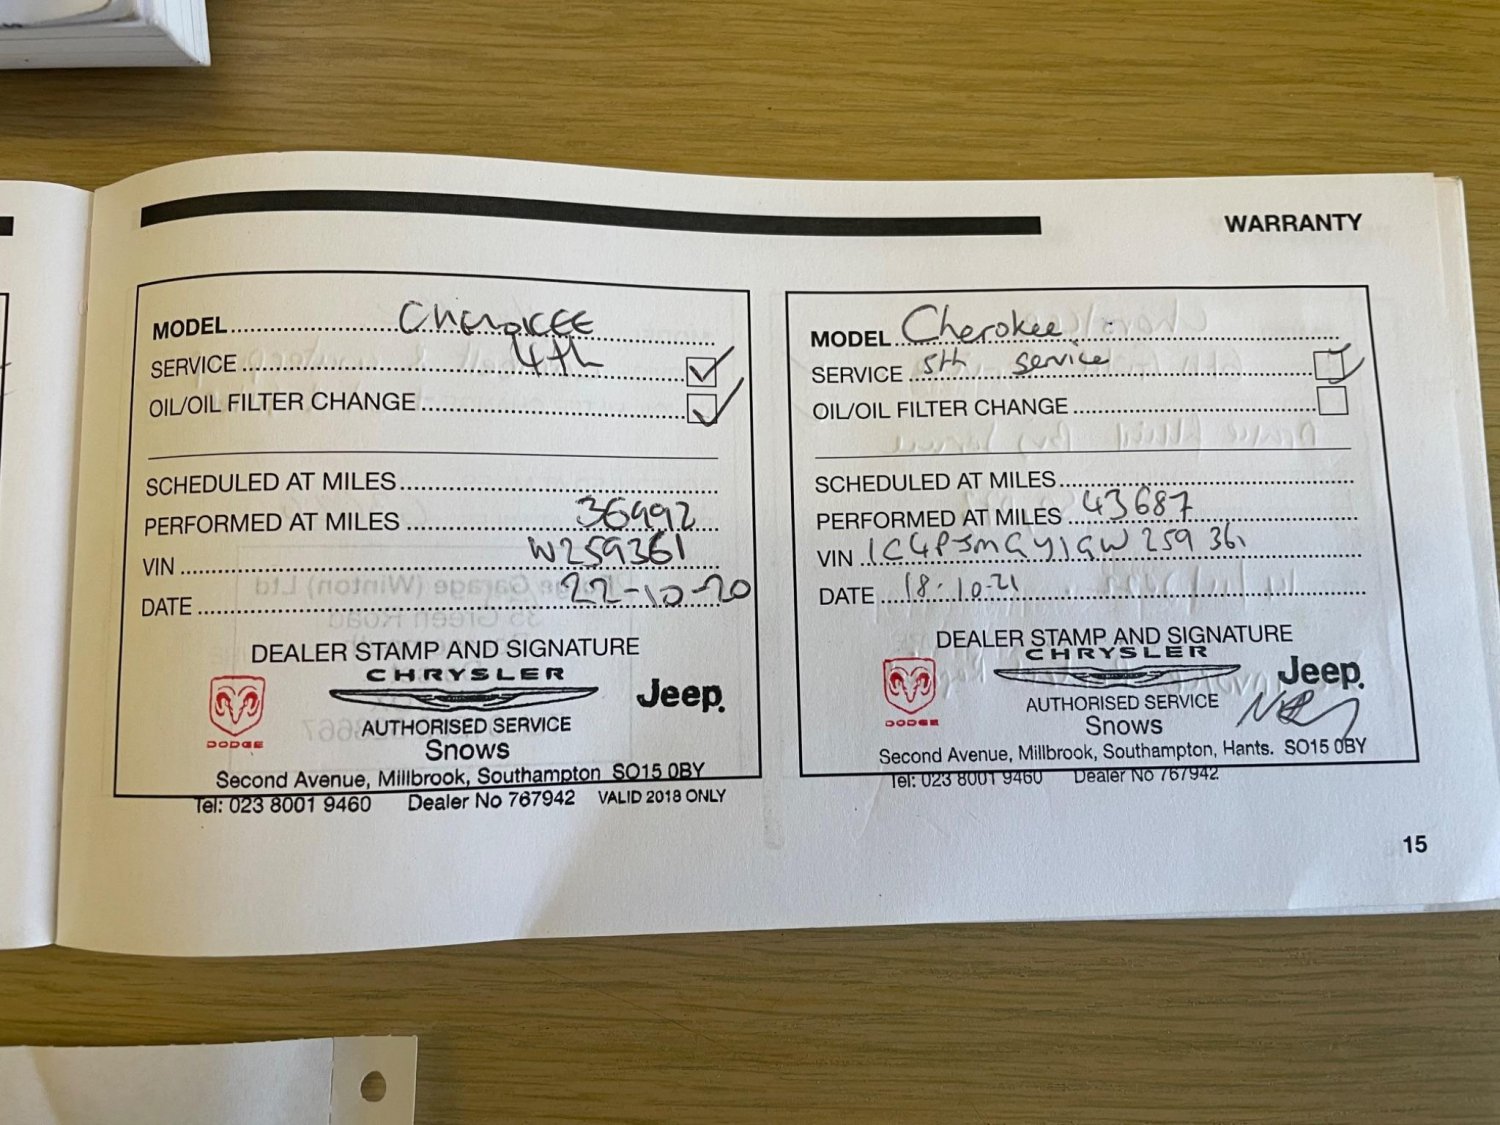 WARRANTY
MODEL CHEROKEE
SERVICE 4th
OIL/OIL FILTER CHANGE
SCHEDULED AT MILES
PERFORMED AT MILES 36992
VIN W259361
DATE 22-10-20
DEALER STAMP AND SIGNATURE
CHRYSLER
Jeep.
DODGE
AUTHORISED SERVICE
Snows
Second Avenue, Millbrook, Southampton SO15 0BY
Tel: 023 8001 9460 Dealer No 767942 VALID 2018 ONLY
MODEL Cherokee
SERVICE 5th service
OIL/OIL FILTER CHANGE
SCHEDULED AT MILES
PERFORMED AT MILES 43687
VIN 1C4PJMGY1GW259361
DATE 18.10.21
DEALER STAMP AND SIGNATURE
CHRYSLER
Jeep.
DODGE
AUTHORISED SERVICE
Snows
Second Avenue, Millbrook, Southampton, Hants. SO15 0BY
Tel: 023 8001 9460 Dealer No 767942
15